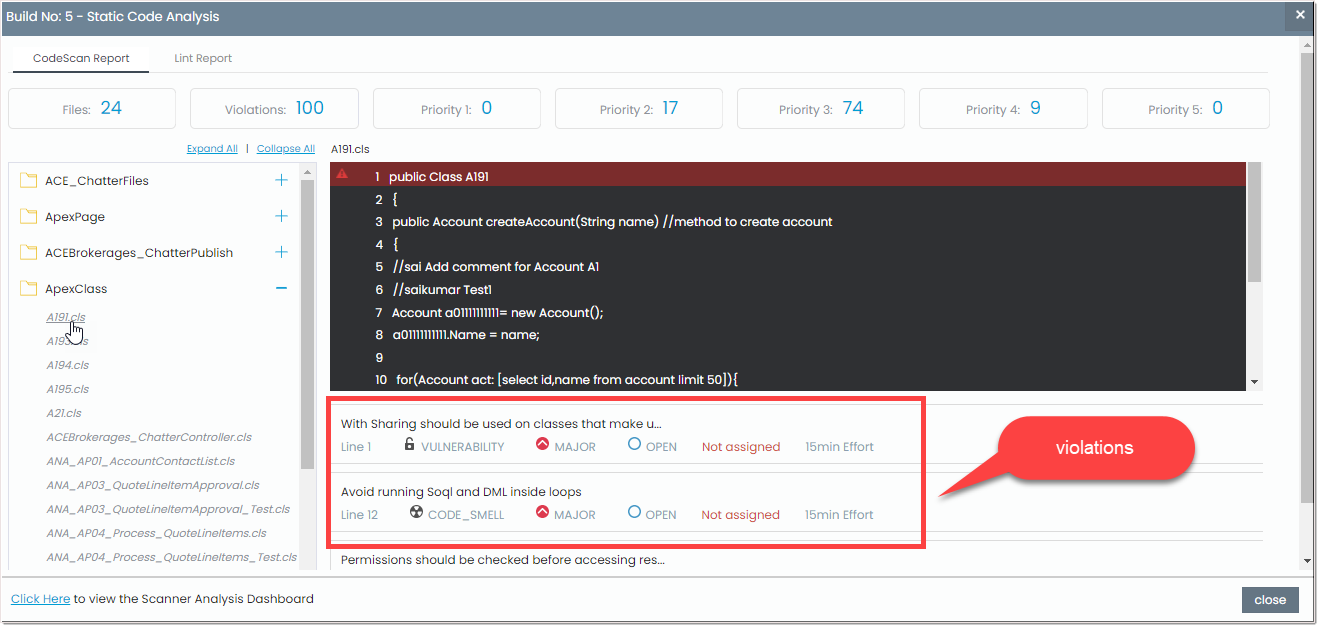 Build No: 5 - Static Code Analysis
CodeScan Report
Lint Report
Files: 24
Violations: 100
Priority 1: 0
Priority 2: 17
Priority 3: 74
Priority 4: 9
Priority 5: 0
Expand All | Collapse All
A191.cls
ACE_ChatterFiles
ApexPage
ACEBrokerages_ChatterPublish
ApexClass
A191.cls
A193.cls
A194.cls
A195.cls
A21.cls
ACEBrokerages_ChatterController.cls
ANA_AP01_AccountContactList.cls
ANA_AP03_QuoteLineItemApproval.cls
ANA_AP03_QuoteLineItemApproval_Test.cls
ANA_AP04_Process_QuoteLineItems.cls
ANA_AP04_Process_QuoteLineItems_Test.cls
1 public Class A191
2 {
3 public Account createAccount(String name) //method to create account
4 {
5 //sai Add comment for Account A1
6 //saikumar Test1
7 Account a01111111111= new Account();
8 a01111111111.Name = name;
9
10 for(Account act: [select id,name from account limit 50]){
With Sharing should be used on classes that make u...
Line 1 VULNERABILITY MAJOR OPEN Not assigned 15min Effort
Avoid running Soql and DML inside loops
Line 12 CODE_SMELL MAJOR OPEN Not assigned 15min Effort
Permissions should be checked before accessing res...
violations
Click Here to view the Scanner Analysis Dashboard
close